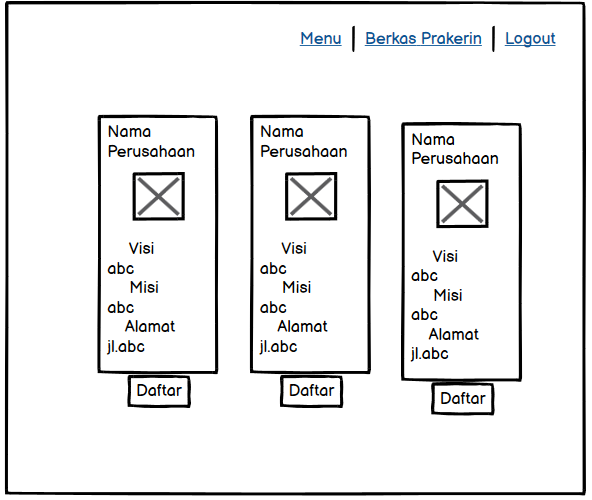 Menu | Berkas Prakerin | Logout
Nama
Perusahaan
Visi
abc
Misi
abc
Alamat
jl.abc
Daftar
Nama
Perusahaan
Visi
abc
Misi
abc
Alamat
jl.abc
Daftar
Nama
Perusahaan
Visi
abc
Misi
abc
Alamat
jl.abc
Daftar